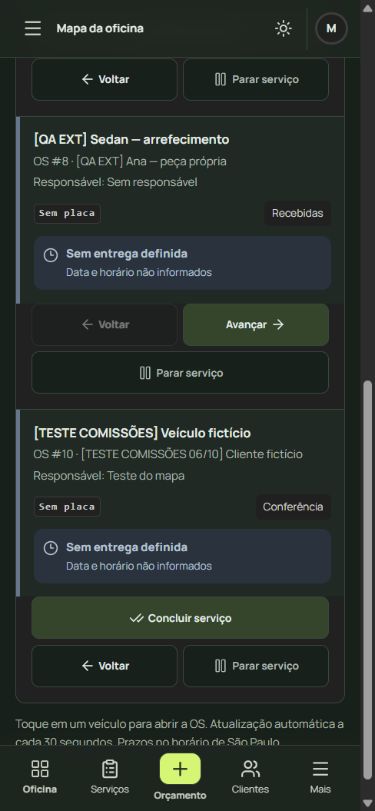 Mapa da oficina
M
← Voltar
Parar serviço
[QA EXT] Sedan — arrefecimento
OS #8 · [QA EXT] Ana — peça própria
Responsável: Sem responsável
Sem placa
Recebidas
Sem entrega definida
Data e horário não informados
← Voltar
Avançar →
Parar serviço
[TESTE COMISSÕES] Veículo fictício
OS #10 · [TESTE COMISSÕES 06/10] Cliente fictício
Responsável: Teste do mapa
Sem placa
Conferência
Sem entrega definida
Data e horário não informados
Concluir serviço
← Voltar
Parar serviço
Toque em um veículo para abrir a OS. Atualização automática a
cada 30 segundos. Prazos no horário de São Paulo.
Oficina
Serviços
Orçamento
Clientes
Mais